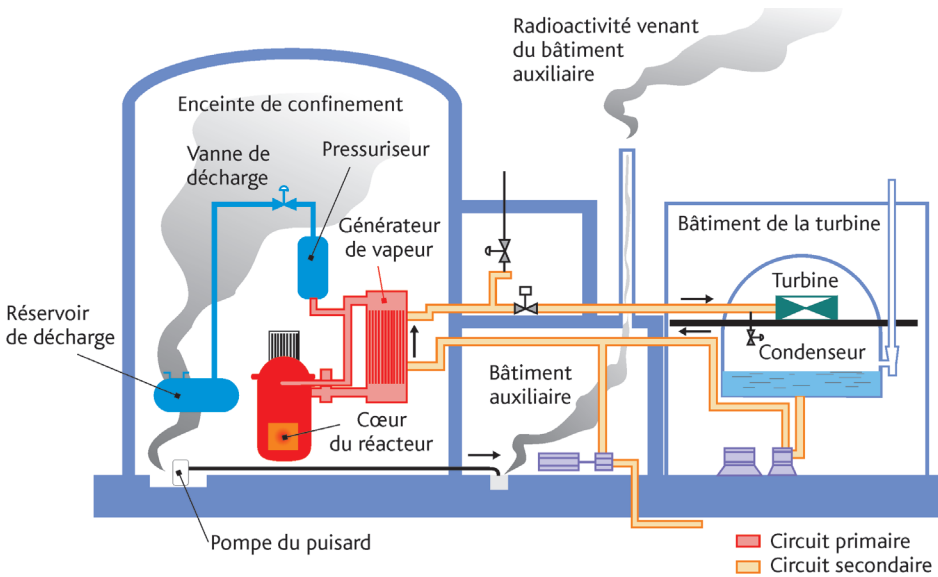 Radioactivité venant
du bâtiment
auxiliaire
Enceinte de confinement
Vanne de
décharge
Pressuriseur
Générateur
de vapeur
Bâtiment de la turbine
Turbine
Réservoir
de décharge
Condenseur
Bâtiment
auxiliaire
Cœur
du réacteur
Pompe du puisard
Circuit primaire
Circuit secondaire